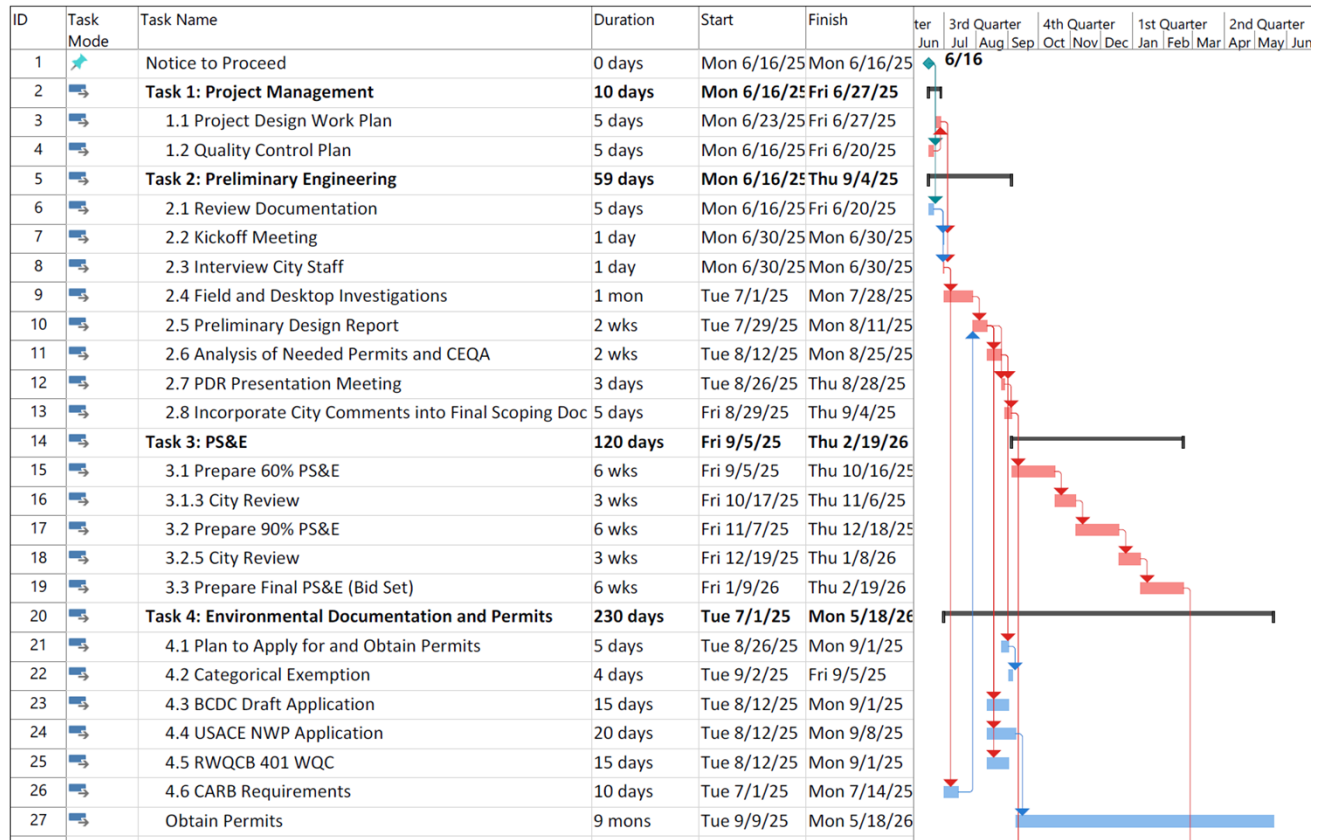 ID Task Mode Task Name Duration Start Finish ter 3rd Quarter 4th Quarter 1st Quarter 2nd Quarter
Jun Jul Aug Sep Oct Nov Dec Jan Feb Mar Apr May Jun
1 Notice to Proceed 0 days Mon 6/16/25 Mon 6/16/25 6/16
2 Task 1: Project Management 10 days Mon 6/16/25 Fri 6/27/25
3 1.1 Project Design Work Plan 5 days Mon 6/23/25 Fri 6/27/25
4 1.2 Quality Control Plan 5 days Mon 6/16/25 Fri 6/20/25
5 Task 2: Preliminary Engineering 59 days Mon 6/16/25 Thu 9/4/25
6 2.1 Review Documentation 5 days Mon 6/16/25 Fri 6/20/25
7 2.2 Kickoff Meeting 1 day Mon 6/30/25 Mon 6/30/25
8 2.3 Interview City Staff 1 day Mon 6/30/25 Mon 6/30/25
9 2.4 Field and Desktop Investigations 1 mon Tue 7/1/25 Mon 7/28/25
10 2.5 Preliminary Design Report 2 wks Tue 7/29/25 Mon 8/11/25
11 2.6 Analysis of Needed Permits and CEQA 2 wks Tue 8/12/25 Mon 8/25/25
12 2.7 PDR Presentation Meeting 3 days Tue 8/26/25 Thu 8/28/25
13 2.8 Incorporate City Comments into Final Scoping Doc 5 days Fri 8/29/25 Thu 9/4/25
14 Task 3: PS&E 120 days Fri 9/5/25 Thu 2/19/26
15 3.1 Prepare 60% PS&E 6 wks Fri 9/5/25 Thu 10/16/25
16 3.1.3 City Review 3 wks Fri 10/17/25 Thu 11/6/25
17 3.2 Prepare 90% PS&E 6 wks Fri 11/7/25 Thu 12/18/25
18 3.2.5 City Review 3 wks Fri 12/19/25 Thu 1/8/26
19 3.3 Prepare Final PS&E (Bid Set) 6 wks Fri 1/9/26 Thu 2/19/26
20 Task 4: Environmental Documentation and Permits 230 days Tue 7/1/25 Mon 5/18/26
21 4.1 Plan to Apply for and Obtain Permits 5 days Tue 8/26/25 Mon 9/1/25
22 4.2 Categorical Exemption 4 days Tue 9/2/25 Fri 9/5/25
23 4.3 BCDC Draft Application 15 days Tue 8/12/25 Mon 9/1/25
24 4.4 USACE NWP Application 20 days Tue 8/12/25 Mon 9/8/25
25 4.5 RWQCB 401 WQC 15 days Tue 8/12/25 Mon 9/1/25
26 4.6 CARB Requirements 10 days Tue 7/1/25 Mon 7/14/25
27 Obtain Permits 9 mons Tue 9/9/25 Mon 5/18/26